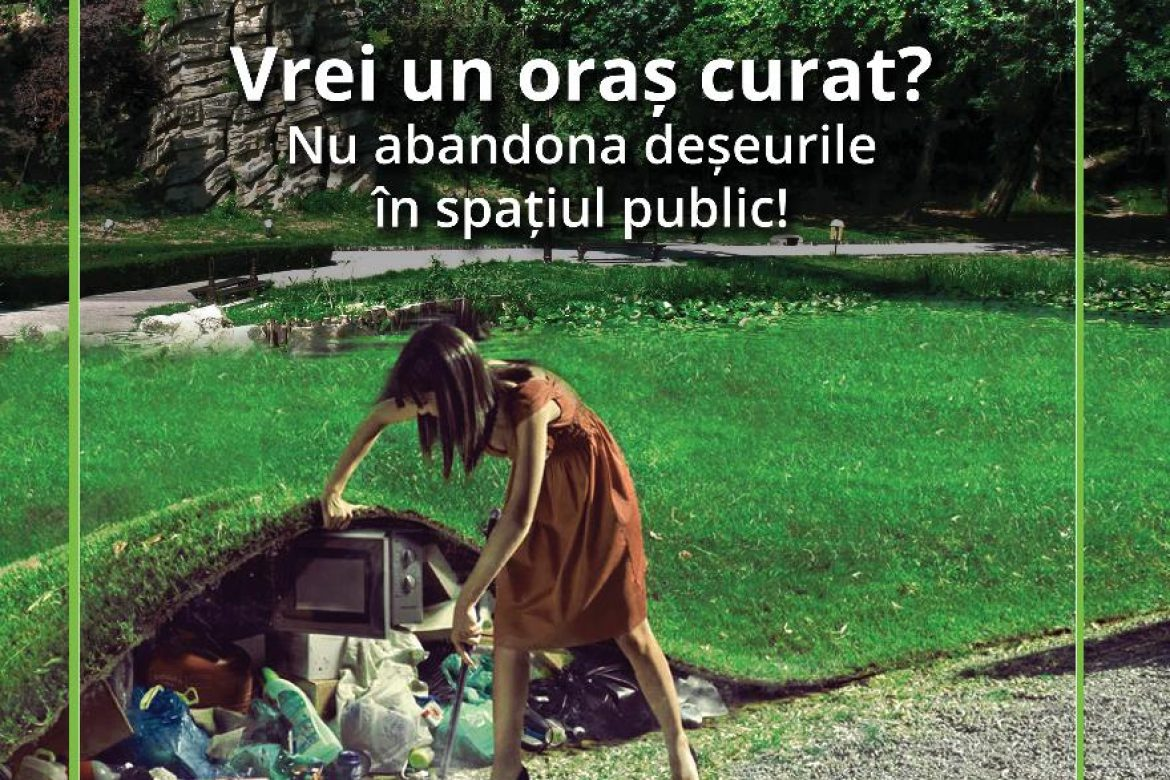 Vrei un oraș curat?
Nu abandona deșeurile
în spațiul public!